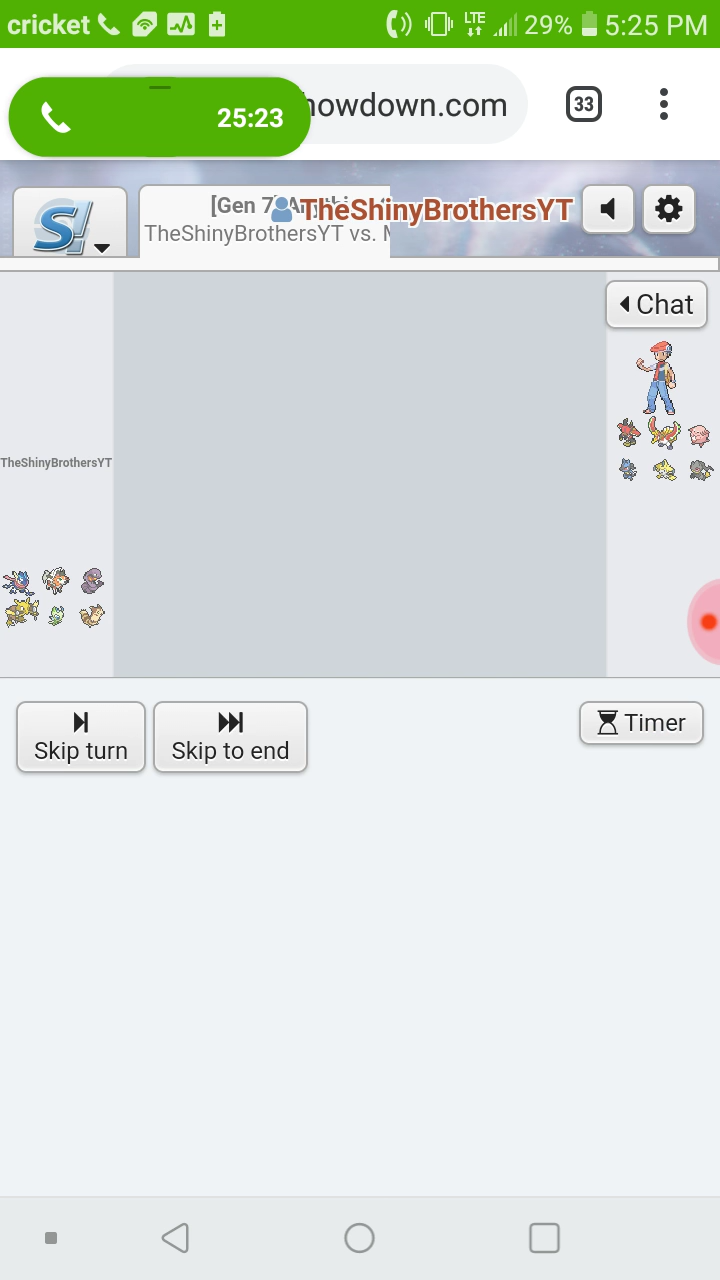 cricket LTE 29% 5:25 PM
25:23 howdown.com 33
[Gen 7] TheShinyBrothersYT
TheShinyBrothersYT vs.
Chat
TheShinyBrothersYT
Skip turn Skip to end Timer